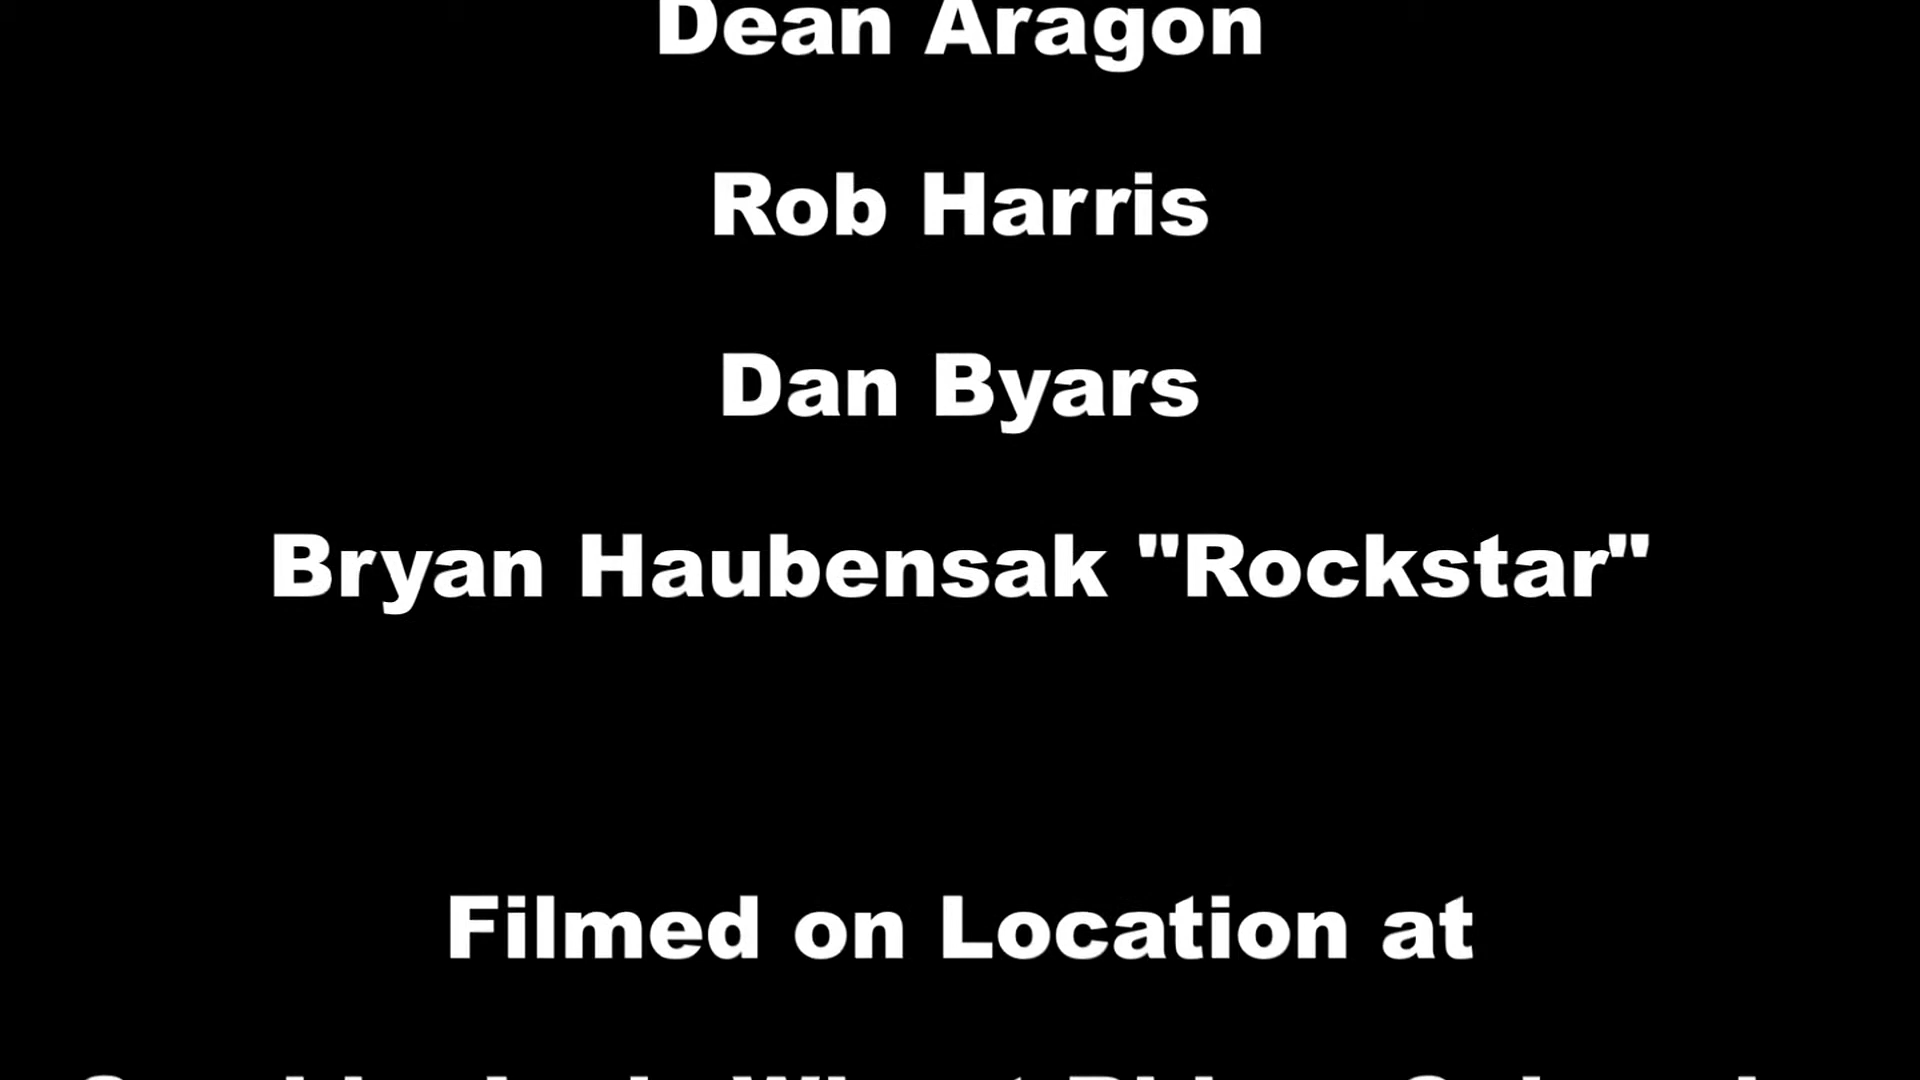 Dean Aragon
Rob Harris
Dan Byars
Bryan Haubensak "Rockstar"
Filmed on Location at